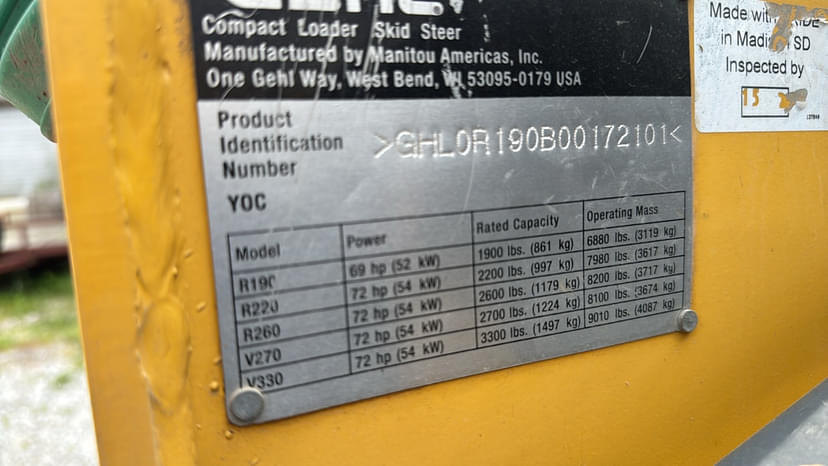 GEHL
Compact Loader Skid Steer
Manufactured by Manitou Americas, Inc.
One Gehl Way, West Bend, WI 53095-0179 USA
Product
Identification
Number
>GHL0R190B00172101<
YOC
Model Power Rated Capacity Operating Mass
R190 69 hp (52 kW) 1900 lbs. (861 kg) 6880 lbs. (3119 kg)
R220 72 hp (54 kW) 2200 lbs. (997 kg) 7980 lbs. (3617 kg)
R260 72 hp (54 kW) 2600 lbs. (1179 kg) 8200 lbs. (3717 kg)
V270 72 hp (54 kW) 2700 lbs. (1224 kg) 8100 lbs. (3674 kg)
V330 72 hp (54 kW) 3300 lbs. (1497 kg) 9010 lbs. (4087 kg)
Made with
in SD
Inspected by
15